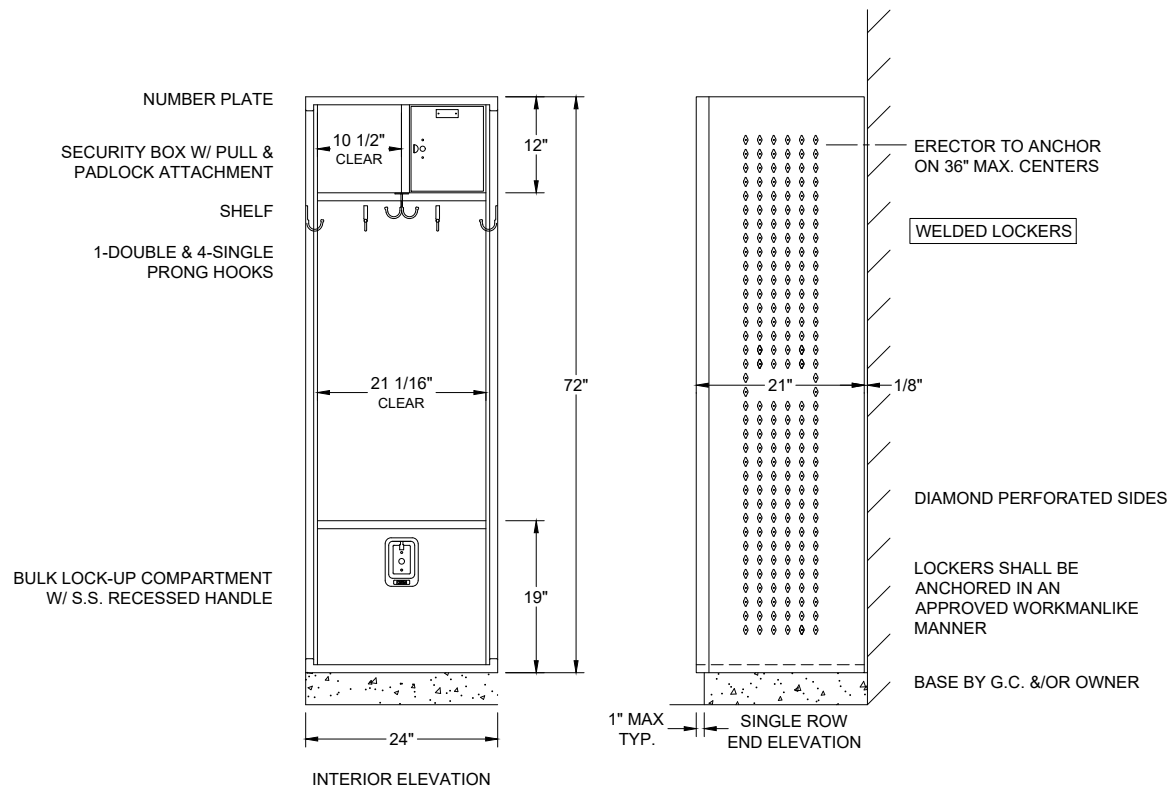 NUMBER PLATE
SECURITY BOX W/ PULL &
PADLOCK ATTACHMENT
SHELF
1-DOUBLE & 4-SINGLE
PRONG HOOKS
BULK LOCK-UP COMPARTMENT
W/ S.S. RECESSED HANDLE
10 1/2"
CLEAR
12"
21 1/16"
CLEAR
72"
19"
24"
INTERIOR ELEVATION
ERECTOR TO ANCHOR
ON 36" MAX. CENTERS
WELDED LOCKERS
21"
1/8"
DIAMOND PERFORATED SIDES
LOCKERS SHALL BE
ANCHORED IN AN
APPROVED WORKMANLIKE
MANNER
BASE BY G.C. &/OR OWNER
1" MAX
TYP.
SINGLE ROW
END ELEVATION